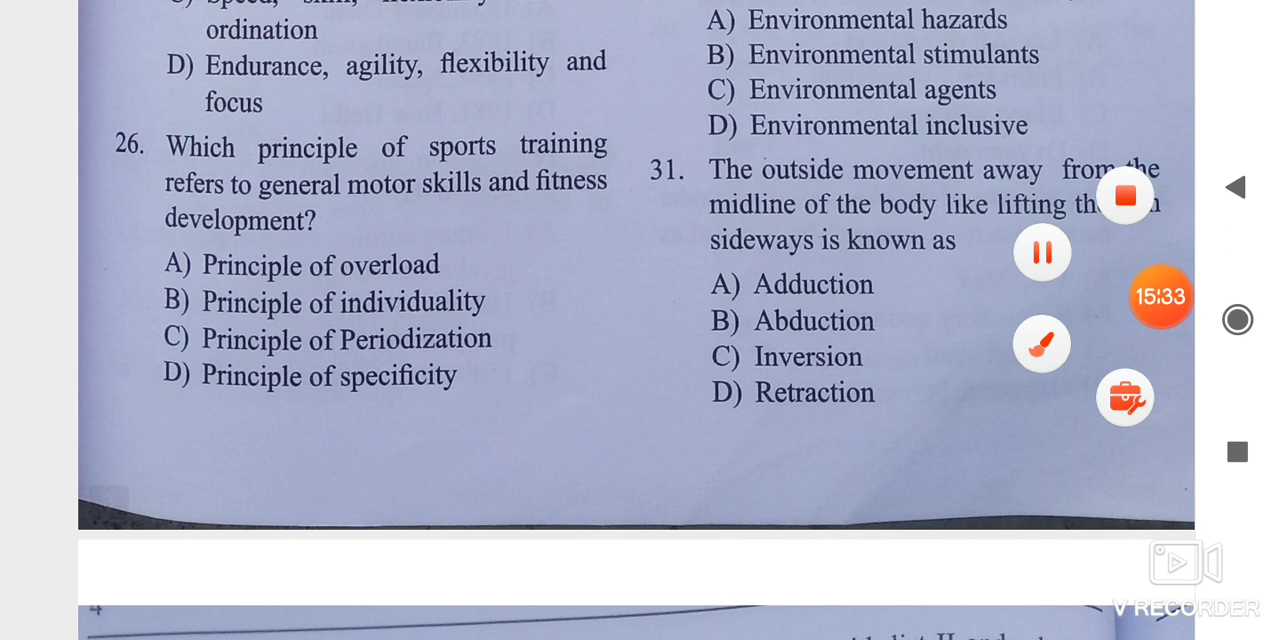 ordination
D) Endurance, agility, flexibility and
focus
26. Which principle of sports training
refers to general motor skills and fitness
development?
A) Principle of overload
B) Principle of individuality
C) Principle of Periodization
D) Principle of specificity
A) Environmental hazards
B) Environmental stimulants
C) Environmental agents
D) Environmental inclusive
31. The outside movement away from the
midline of the body like lifting
sideways is known as
A) Adduction
B) Abduction
C) Inversion
D) Retraction
15:33
V RECORDER
4